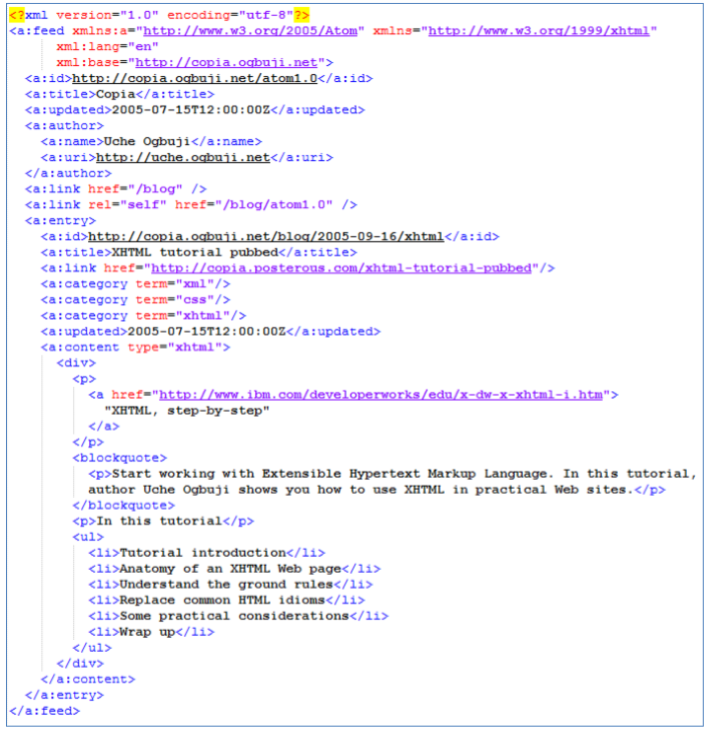 <?xml version="1.0" encoding="utf-8"?>
<a:feed xmlns:a="http://www.w3.org/2005/Atom" xmlns="http://www.w3.org/1999/xhtml"
xml:lang="en"
xml:base="http://copia.ogbuji.net">
<a:id>http://copia.ogbuji.net/atom1.0</a:id>
<a:title>Copia</a:title>
<a:updated>2005-07-15T12:00:00Z</a:updated>
<a:author>
<a:name>Uche Ogbuji</a:name>
<a:uri>http://uche.ogbuji.net</a:uri>
</a:author>
<a:link href="/blog" />
<a:link rel="self" href="/blog/atom1.0" />
<a:entry>
<a:id>http://copia.ogbuji.net/blog/2005-09-16/xhtml</a:id>
<a:title>XHTML tutorial pubbed</a:title>
<a:link href="http://copia.posterous.com/xhtml-tutorial-pubbed"/>
<a:category term="xml"/>
<a:category term="css"/>
<a:category term="xhtml"/>
<a:updated>2005-07-15T12:00:00Z</a:updated>
<a:content type="xhtml">
<div>
<p>
<a href="http://www.ibm.com/developerworks/edu/x-dw-x-xhtml-i.htm">
"XHTML, step-by-step"
</a>
</p>
<blockquote>
<p>Start working with Extensible Hypertext Markup Language. In this tutorial,
author Uche Ogbuji shows you how to use XHTML in practical Web sites.</p>
</blockquote>
<p>In this tutorial</p>
<ul>
<li>Tutorial introduction</li>
<li>Anatomy of an XHTML Web page</li>
<li>Understand the ground rules</li>
<li>Replace common HTML idioms</li>
<li>Some practical considerations</li>
<li>Wrap up</li>
</ul>
</div>
</a:content>
</a:entry>
</a:feed>